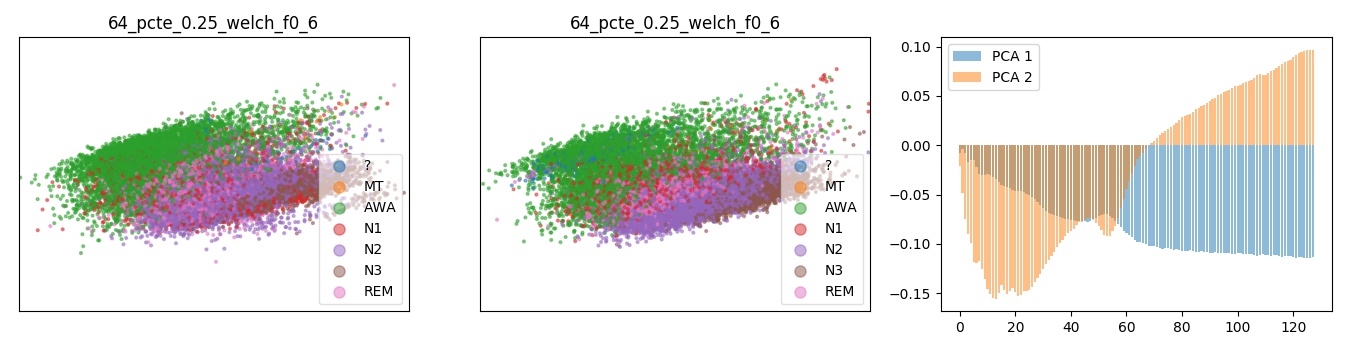 64_pcte_0.25_welch_f0_6
?
MT
AWA
N1
N2
N3
REM
64_pcte_0.25_welch_f0_6
?
MT
AWA
N1
N2
N3
REM
PCA 1
PCA 2
0.10
0.05
0.00
−0.05
−0.10
−0.15
0 20 40 60 80 100 120